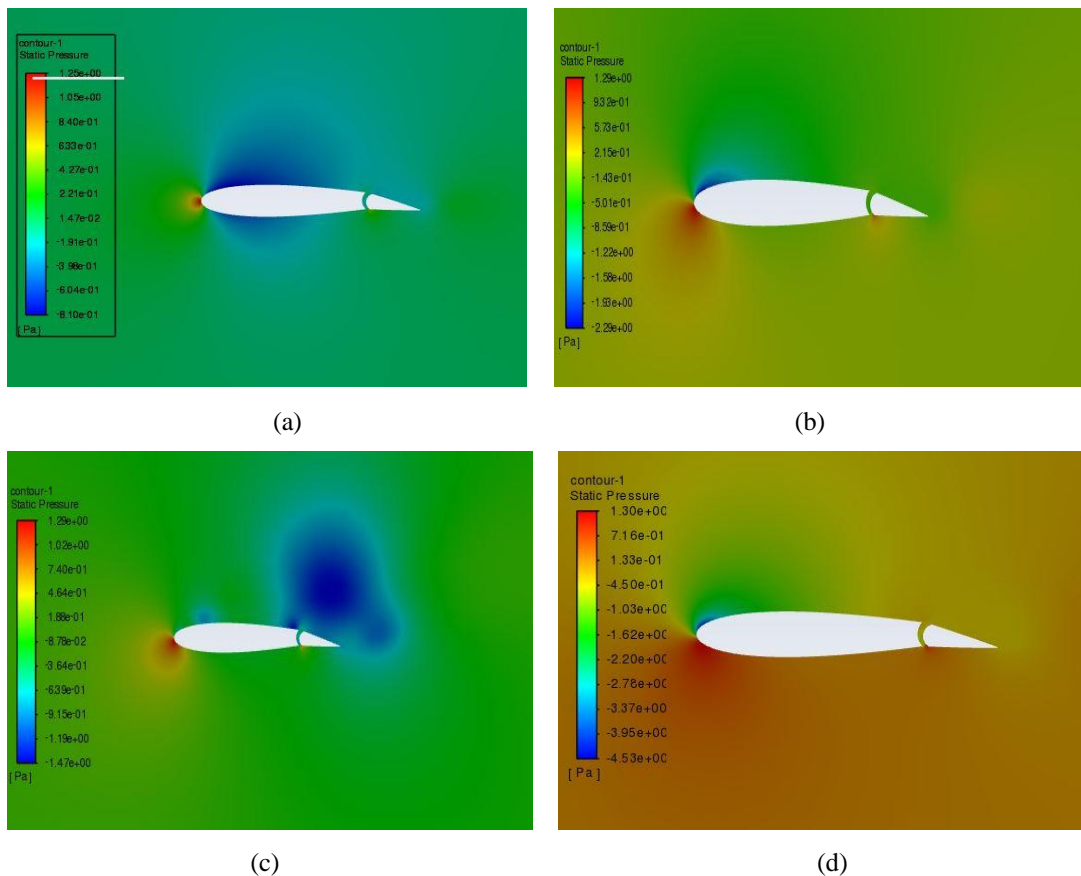 contour-1
Static Pressure
1.25e+00
1.05e+00
8.40e-01
6.33e-01
4.27e-01
2.21e-01
1.47e-02
-1.91e-01
-3.98e-01
-6.04e-01
-8.10e-01
[ Pa ]
(a)
contour-1
Static Pressure
1.29e+00
9.32e-01
5.73e-01
2.15e-01
-1.43e-01
-5.01e-01
-8.59e-01
-1.22e+00
-1.58e+00
-1.93e+00
-2.29e+00
[ Pa ]
(b)
contour-1
Static Pressure
1.29e+00
1.02e+00
7.40e-01
4.64e-01
1.88e-01
-8.78e-02
-3.64e-01
-6.39e-01
-9.15e-01
-1.19e+00
-1.47e+00
[ Pa ]
(c)
contour-1
Static Pressure
1.30e+00
7.16e-01
1.33e-01
-4.50e-01
-1.03e+00
-1.62e+00
-2.20e+00
-2.78e+00
-3.37e+00
-3.95e+00
-4.53e+00
[ Pa ]
(d)